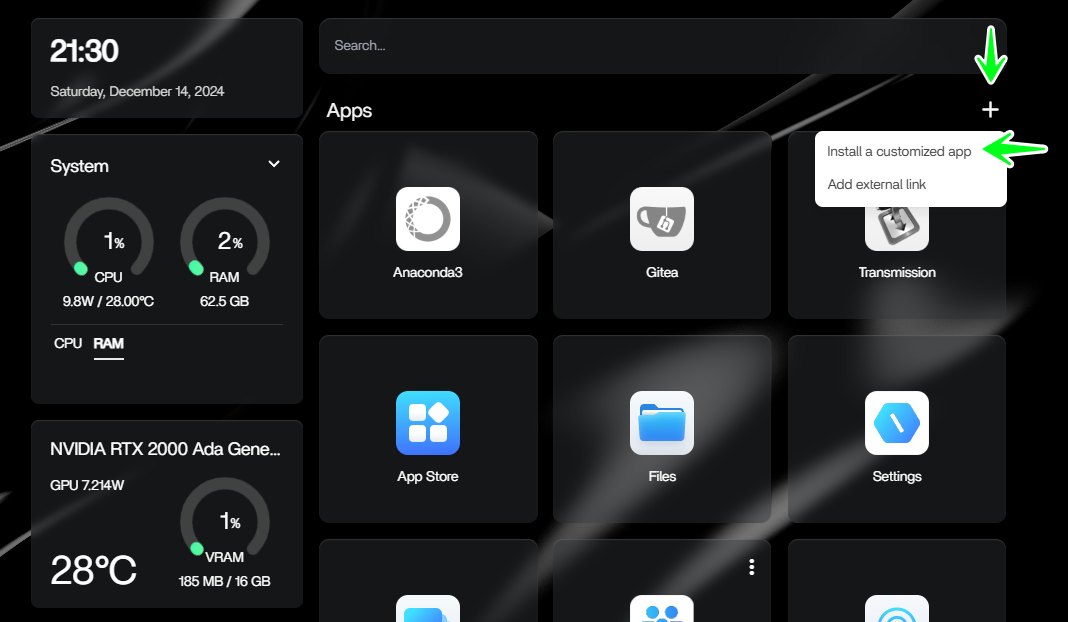 21:30
Saturday, December 14, 2024
System
1%
CPU
9.8W / 28.00°C
2%
RAM
62.5 GB
CPU RAM
NVIDIA RTX 2000 Ada Gene...
GPU 7.214W
28°C
1%
VRAM
185 MB / 16 GB
Search...
Apps
+
Install a customized app
Add external link
Anaconda3
Gitea
Transmission
App Store
Files
Settings